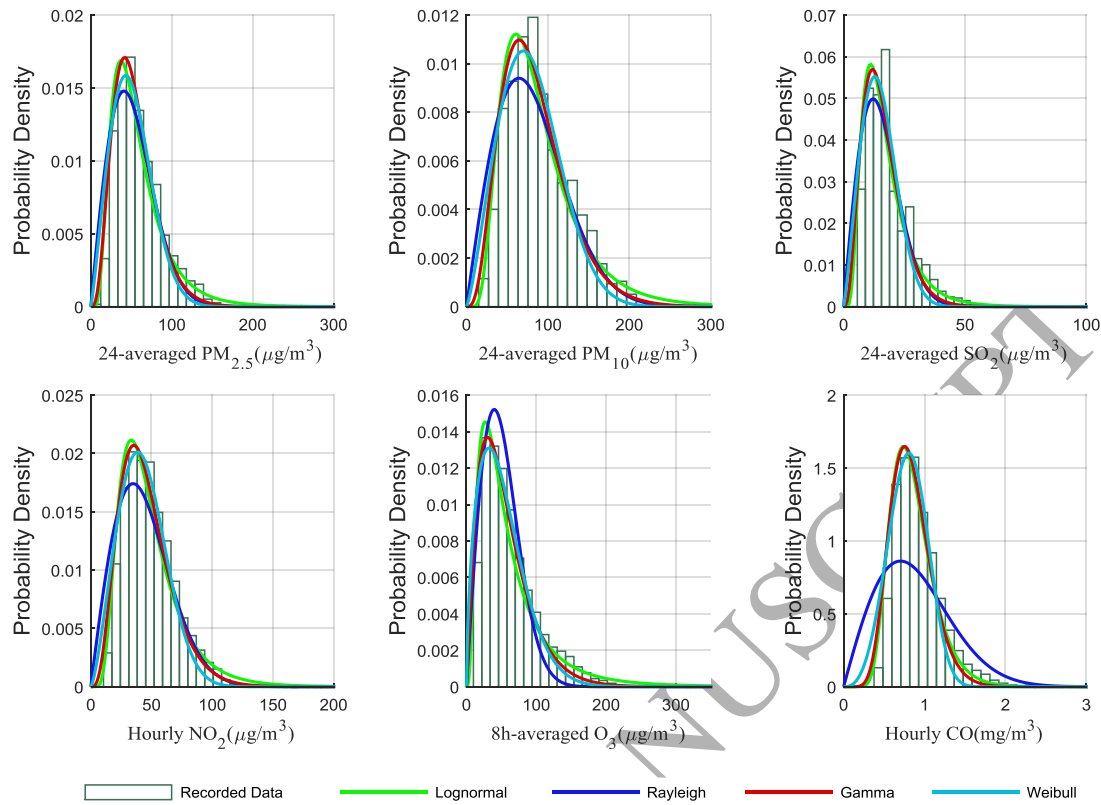 0.02
0.015
0.01
0.005
0
Probability Density
0 100 200 300
24-averaged PM2.5(μg/m3)
0.012
0.01
0.008
0.006
0.004
0.002
0
Probability Density
0 100 200 300
24-averaged PM10(μg/m3)
0.07
0.06
0.05
0.04
0.03
0.02
0.01
0
Probability Density
0 50 100
24-averaged SO2(μg/m3)
0.025
0.02
0.015
0.01
0.005
0
Probability Density
0 50 100 150 200
Hourly NO2(μg/m3)
0.016
0.014
0.012
0.01
0.008
0.006
0.004
0.002
0
Probability Density
0 100 200 300
8h-averaged O3(μg/m3)
2
1.5
1
0.5
0
Probability Density
0 1 2 3
Hourly CO(mg/m3)
Recorded Data Lognormal Rayleigh Gamma Weibull